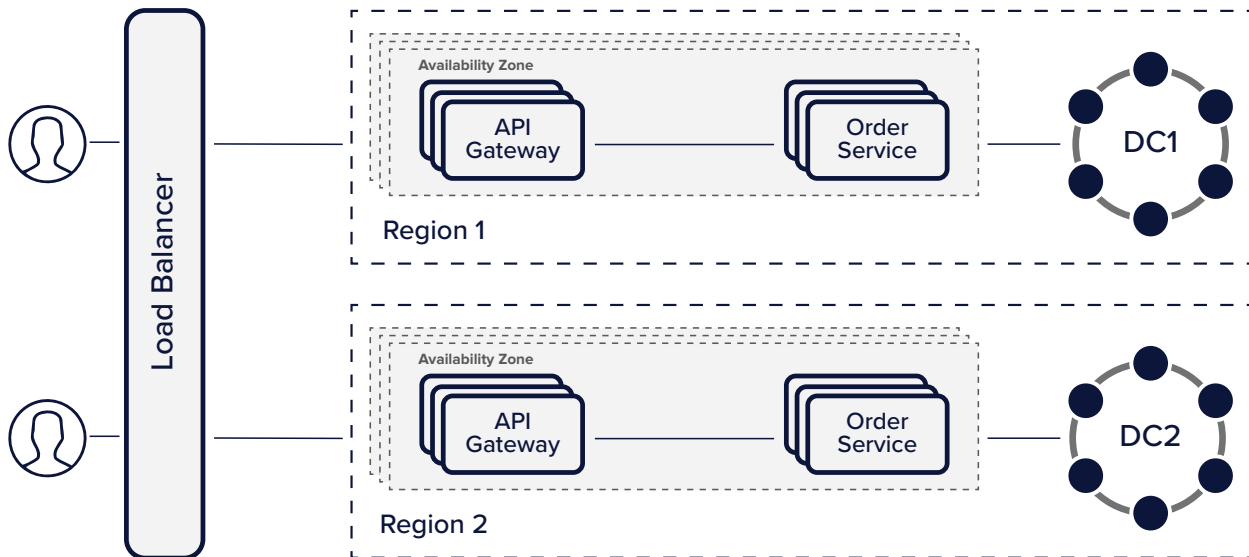 Load Balancer
Availability Zone
API
Gateway
Order
Service
DC1
Region 1
Availability Zone
API
Gateway
Order
Service
DC2
Region 2